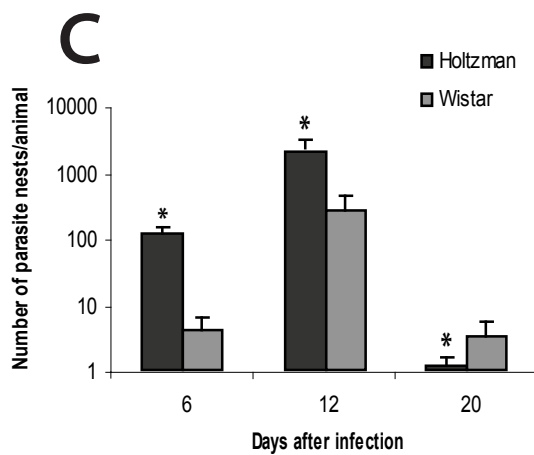 C
Holtzman
Wistar
Number of parasite nests/animal
10000
1000
100
10
1
*
*
*
6
12
20
Days after infection